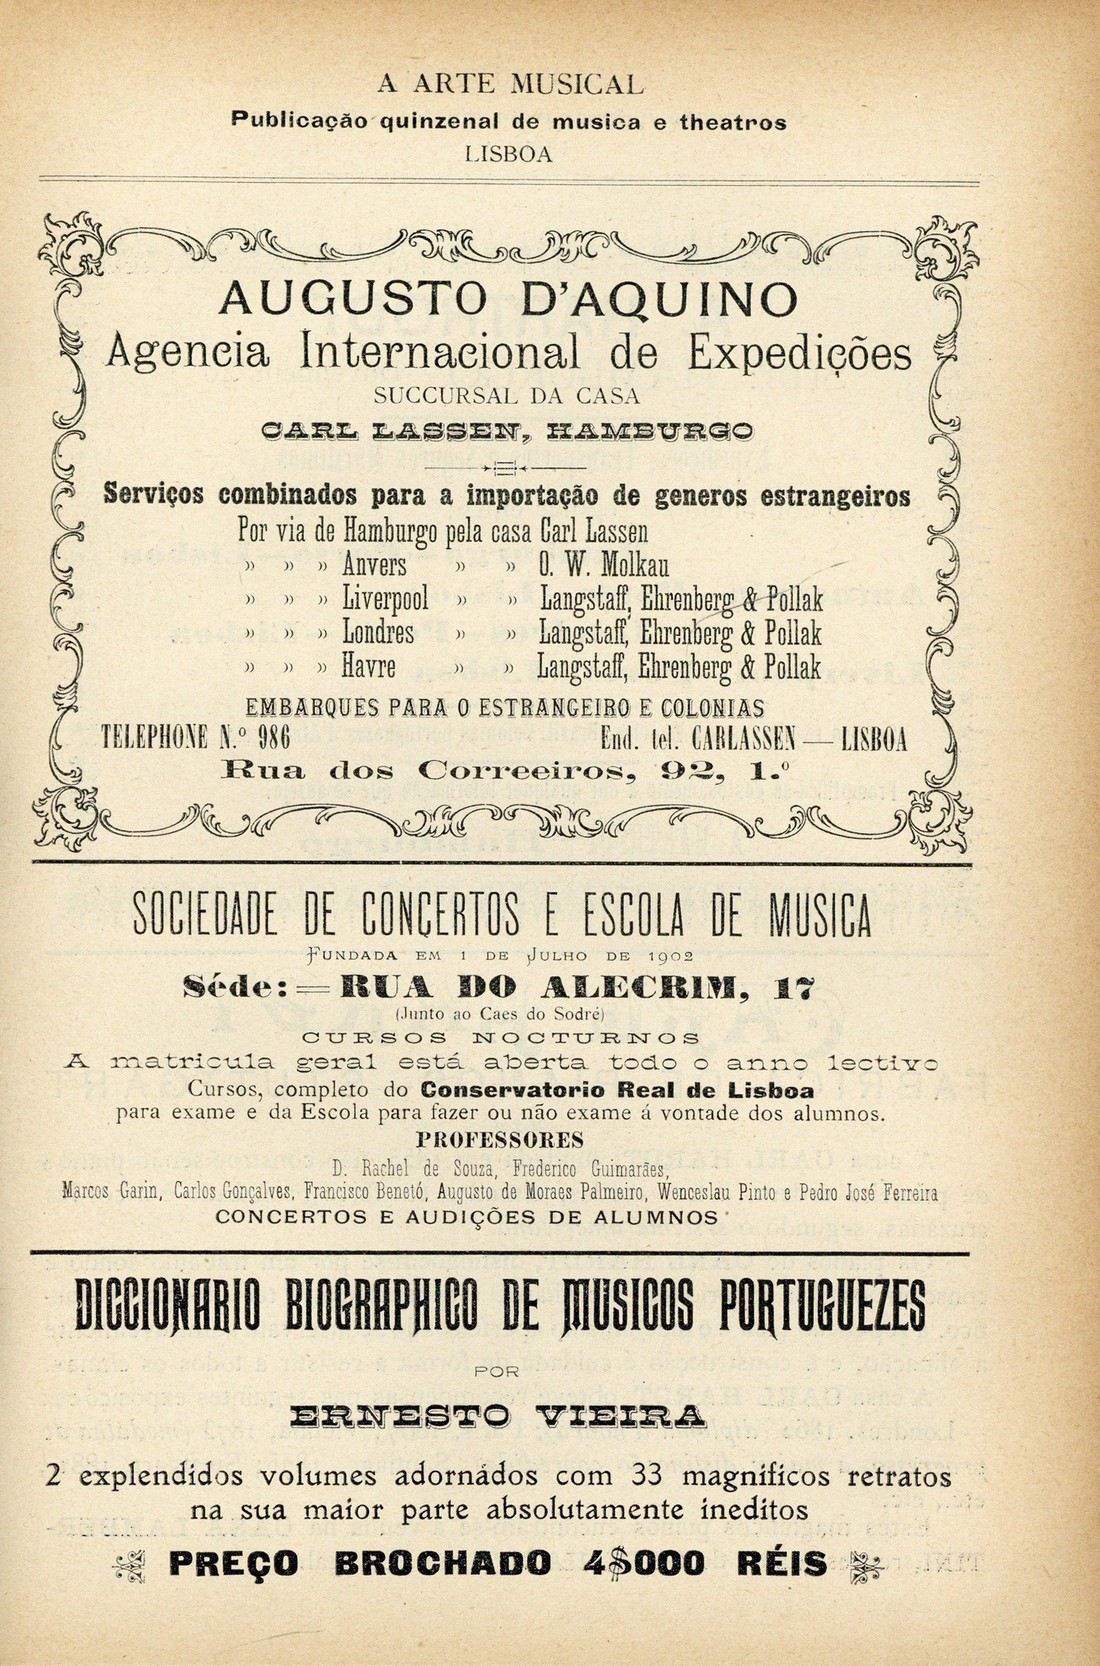 A ARTE MUSICAL
Publicação quinzenal de musica e theatros
LISBOA
AUGUSTO D'AQUINO
Agencia Internacional de Expedições
SUCCURSAL DA CASA
CARL LASSEN, HAMBURGO
Serviços combinados para a importação de generos estrangeiros
Por via de Hamburgo pela casa Carl Lassen
» » » Anvers » » O. W. Molkau
» » » Liverpool » » Langstaff, Ehrenberg & Pollak
» » » Londres » » Langstaff, Ehrenberg & Pollak
» » » Havre » » Langstaff, Ehrenberg & Pollak
EMBARQUES PARA O ESTRANGEIRO E COLONIAS
TELEPHONE N.º 986 End. tel. CARLASSEN — LISBOA
Rua dos Correeiros, 92, 1.º
SOCIEDADE DE CONCERTOS E ESCOLA DE MUSICA
FUNDADA EM 1 DE JULHO DE 1902
Séde: = RUA DO ALECRIM, 17
(Junto ao Caes do Sodré)
CURSOS NOCTURNOS
A matricula geral está aberta todo o anno lectivo
Cursos, completo do Conservatorio Real de Lisboa
para exame e da Escola para fazer ou não exame á vontade dos alumnos.
PROFESSORES
D. Rachel de Souza, Frederico Guimarães,
Marcos Garin, Carlos Gonçalves, Francisco Benetó, Augusto de Moraes Palmeiro, Wenceslau Pinto e Pedro José Ferreira
CONCERTOS E AUDIÇÕES DE ALUMNOS
DICCIONARIO BIOGRAPHICO DE MUSICOS PORTUGUEZES
POR
ERNESTO VIEIRA
2 explendidos volumes adornádos com 33 magníficos retratos
na sua maior parte absolutamente ineditos
PREÇO BROCHADO 4$000 RÉIS